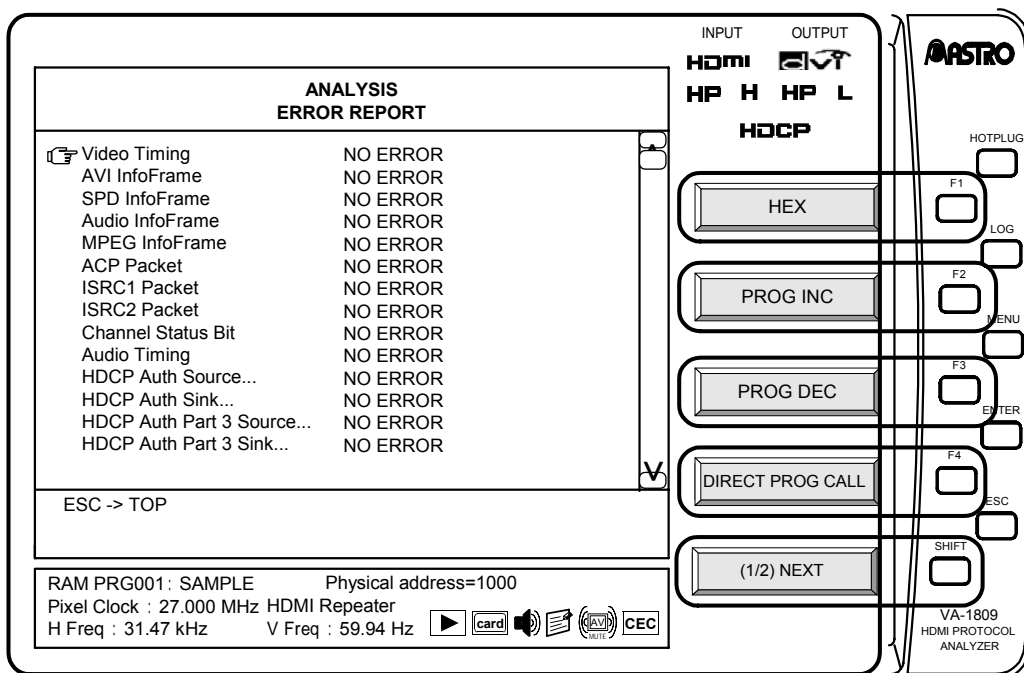 INPUT OUTPUT
HDMI DVI
HP H HP L
HDCP
ASTRO
ANALYSIS
ERROR REPORT
Video Timing NO ERROR
AVI InfoFrame NO ERROR
SPD InfoFrame NO ERROR
Audio InfoFrame NO ERROR
MPEG InfoFrame NO ERROR
ACP Packet NO ERROR
ISRC1 Packet NO ERROR
ISRC2 Packet NO ERROR
Channel Status Bit NO ERROR
Audio Timing NO ERROR
HDCP Auth Source... NO ERROR
HDCP Auth Sink... NO ERROR
HDCP Auth Part 3 Source... NO ERROR
HDCP Auth Part 3 Sink... NO ERROR
ESC -> TOP
RAM PRG001: SAMPLE Physical address=1000
Pixel Clock : 27.000 MHz HDMI Repeater
H Freq : 31.47 kHz V Freq : 59.94 Hz card AV MUTE CEC
HEX
PROG INC
PROG DEC
DIRECT PROG CALL
(1/2) NEXT
HOTPLUG
F1
LOG
F2
MENU
F3
ENTER
F4
ESC
SHIFT
VA-1809
HDMI PROTOCOL
ANALYZER